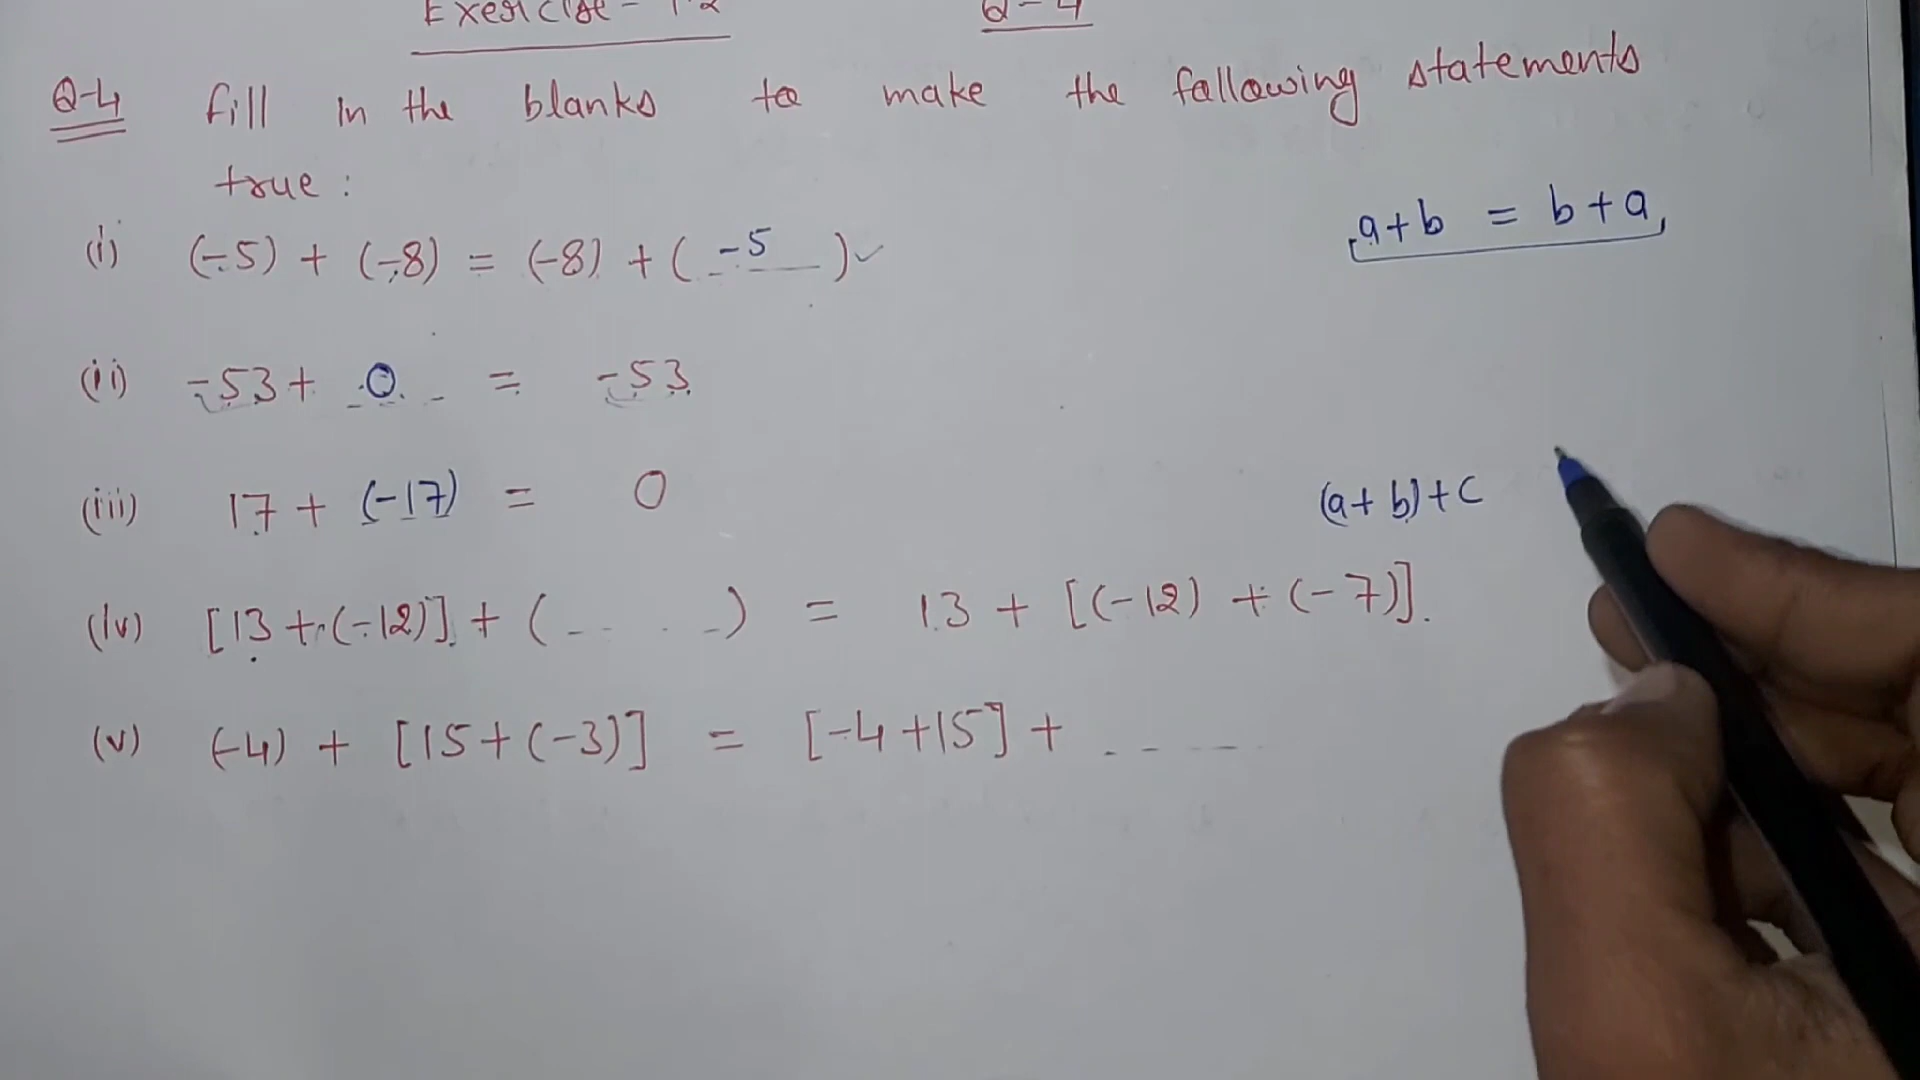 Exercise - 1.2 Q-4
Q-4 fill in the blanks to make the following statements
true :
(i) (-5) + (-8) = (-8) + ( -5 ) ✓
a+b = b+a
(ii) -53 + 0 = -53
(iii) 17 + (-17) = 0
(a+b)+c
(iv) [13+(-12)] + ( _ _ . _ ) = 13 + [(-12) + (-7)].
(v) (-4) + [15+(-3)] = [-4+15] + _ _ _ _